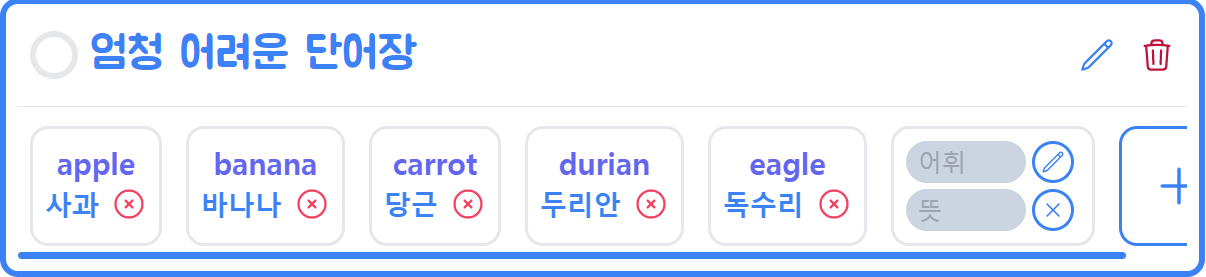 엄청 어려운 단어장
apple
사과
banana
바나나
carrot
당근
durian
두리안
eagle
독수리
어휘
뜻